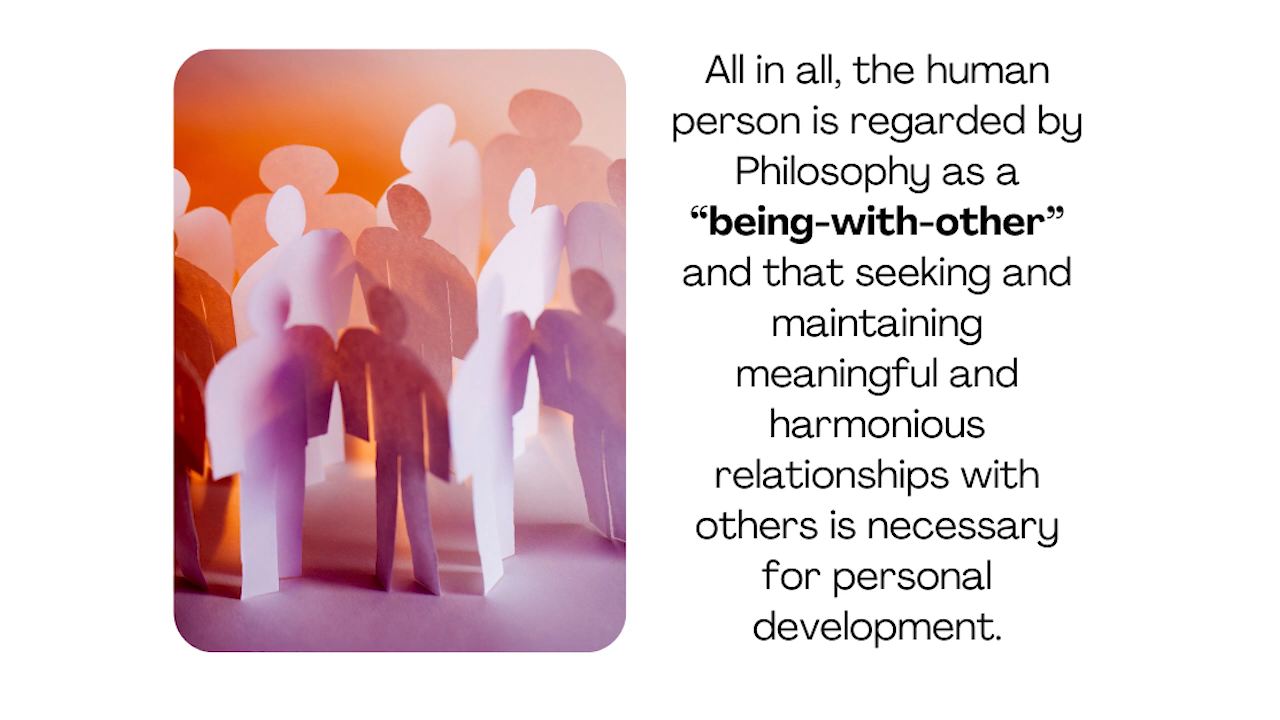 All in all, the human
person is regarded by
Philosophy as a
“being-with-other”
and that seeking and
maintaining
meaningful and
harmonious
relationships with
others is necessary
for personal
development.